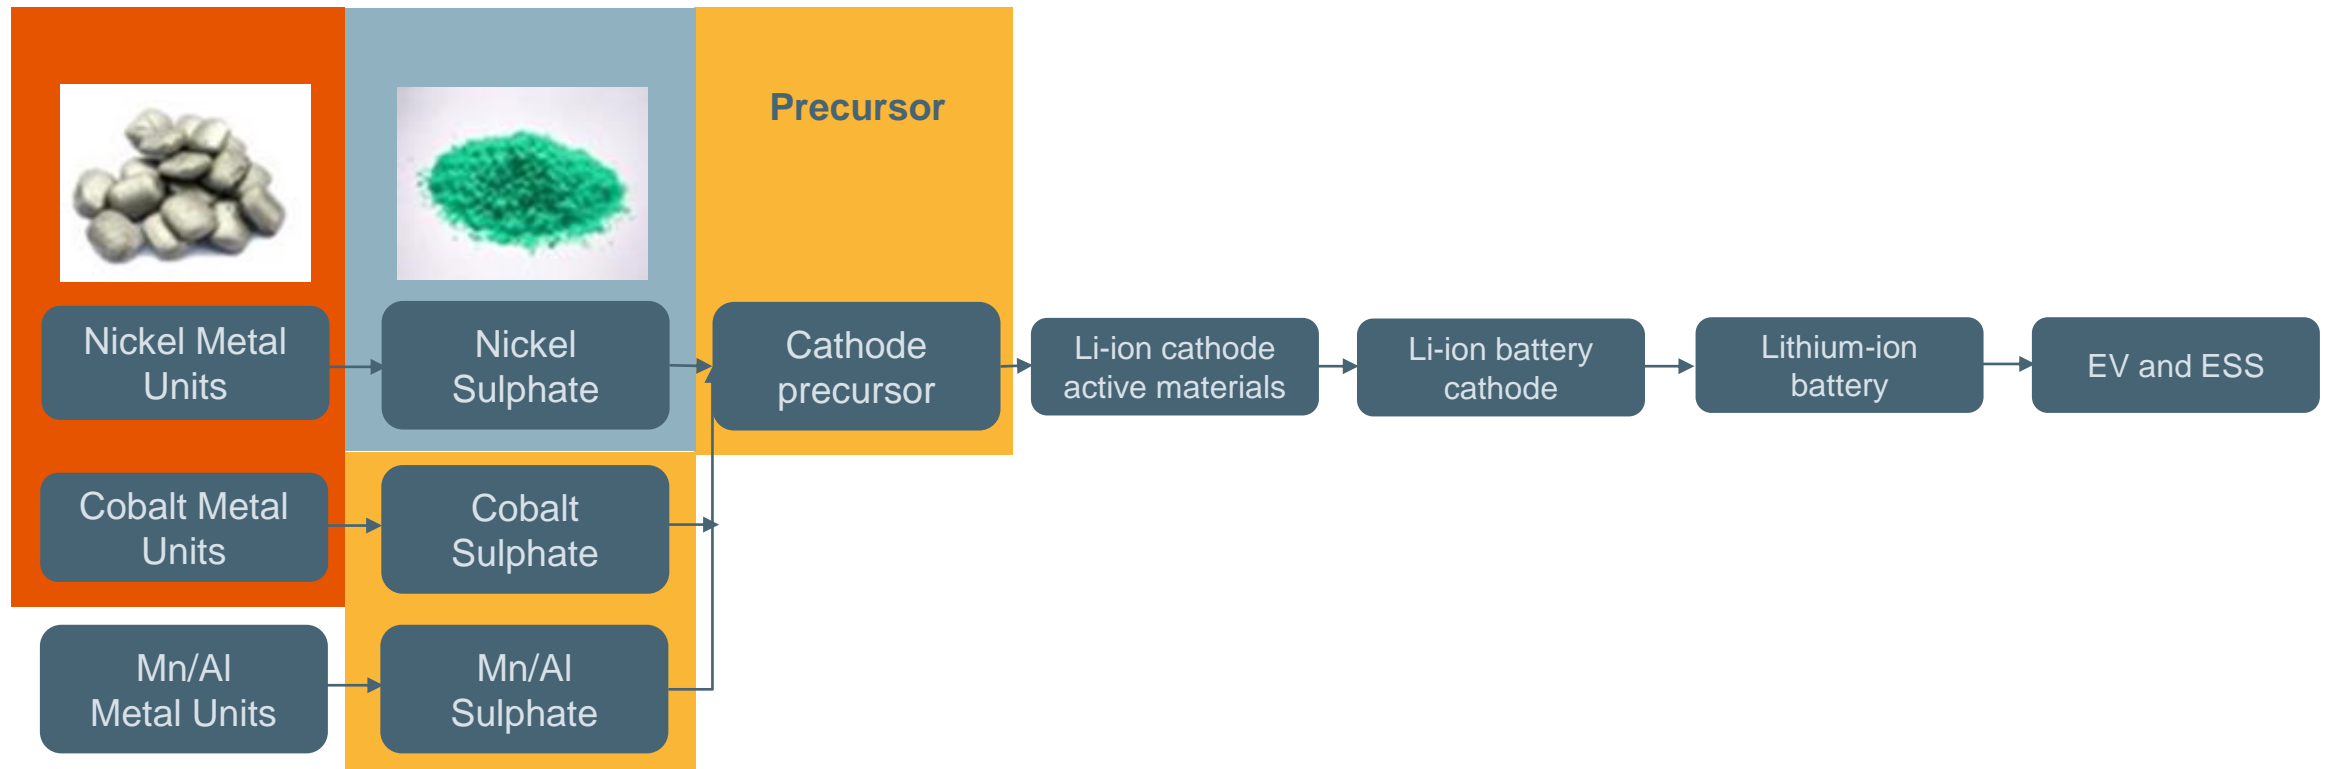 Precursor
Nickel Metal
Units
Nickel
Sulphate
Cathode
precursor
Li-ion cathode
active materials
Li-ion battery
cathode
Lithium-ion
battery
EV and ESS
Cobalt Metal
Units
Cobalt
Sulphate
Mn/Al
Metal Units
Mn/Al
Sulphate